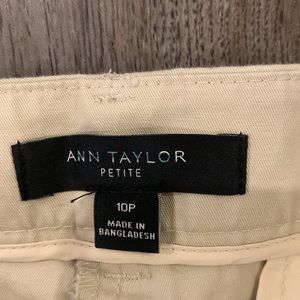 ANN TAYLOR
PETITE
10P
MADE IN
BANGLADESH